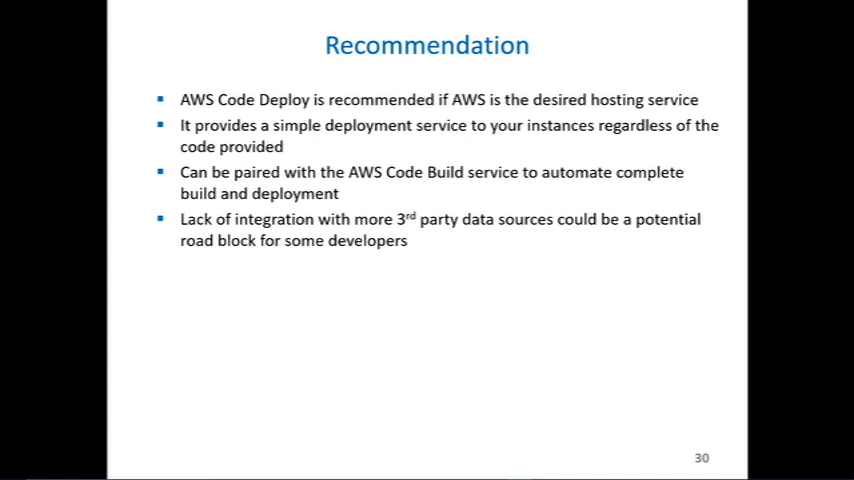 Recommendation
▪ AWS Code Deploy is recommended if AWS is the desired hosting service
▪ It provides a simple deployment service to your instances regardless of the
code provided
▪ Can be paired with the AWS Code Build service to automate complete
build and deployment
▪ Lack of integration with more 3rd party data sources could be a potential
road block for some developers
30